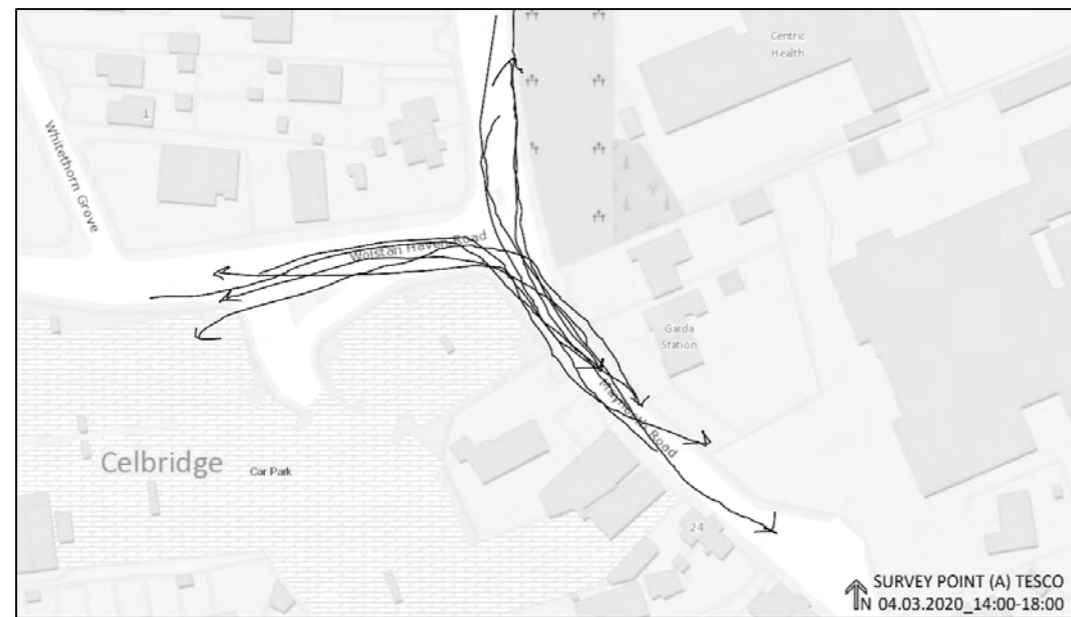 Centric
Health
1
Whitethorn Grove
Wolstan Haven Road
Garda
Station
Road
Celbridge
Car Park
24
N
SURVEY POINT (A) TESCO
04.03.2020_14:00-18:00